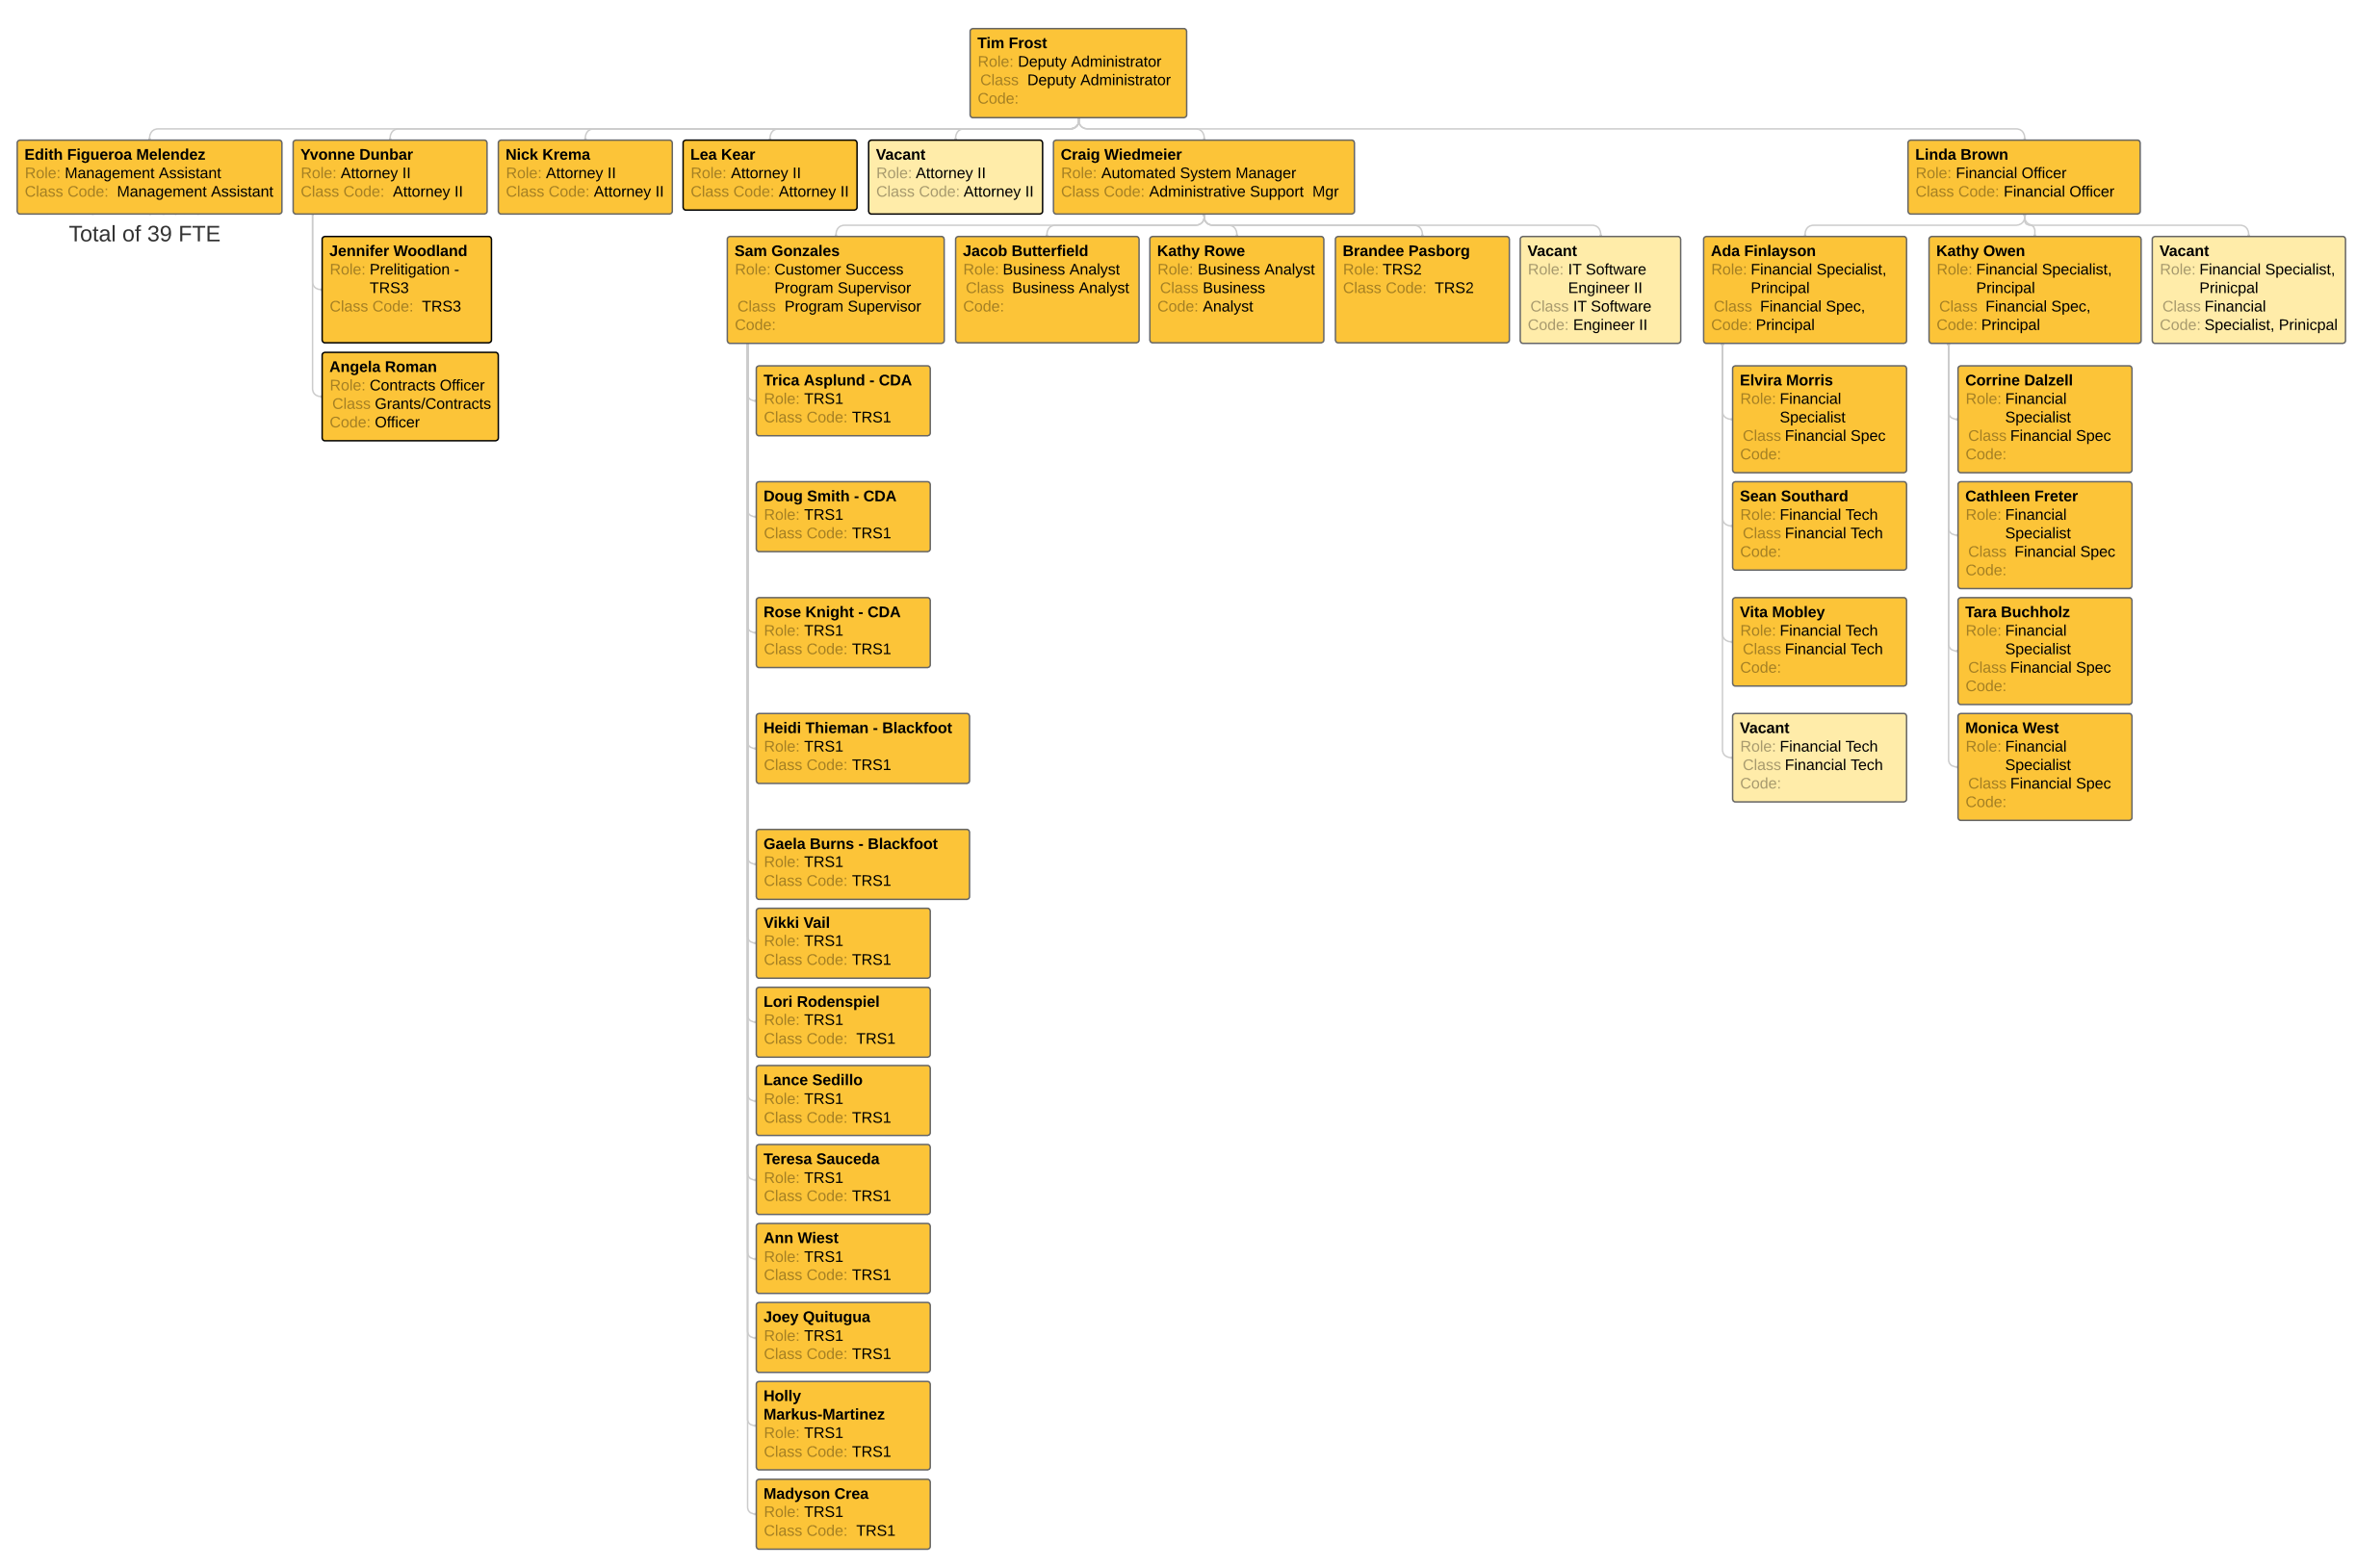 Tim Frost
Role: Deputy Administrator
Class Deputy Administrator
Code:
Edith Figueroa Melendez
Role: Management Assistant
Class Code: Management Assistant
Yvonne Dunbar
Role: Attorney II
Class Code: Attorney II
Nick Krema
Role: Attorney II
Class Code: Attorney II
Lea Kear
Role: Attorney II
Class Code: Attorney II
Vacant
Role: Attorney II
Class Code: Attorney II
Craig Wiedmeier
Role: Automated System Manager
Class Code: Administrative Support Mgr
Linda Brown
Role: Financial Officer
Class Code: Financial Officer
Total of 39 FTE
Jennifer Woodland
Role: Prelitigation -
TRS3
Class Code: TRS3
Angela Roman
Role: Contracts Officer
Class Grants/Contracts
Code: Officer
Sam Gonzales
Role: Customer Success
Program Supervisor
Class Program Supervisor
Code:
Jacob Butterfield
Role: Business Analyst
Class Business Analyst
Code:
Kathy Rowe
Role: Business Analyst
Class Business
Code: Analyst
Brandee Pasborg
Role: TRS2
Class Code: TRS2
Vacant
Role: IT Software
Engineer II
Class IT Software
Code: Engineer II
Ada Finlayson
Role: Financial Specialist,
Principal
Class Financial Spec,
Code: Principal
Kathy Owen
Role: Financial Specialist,
Principal
Class Financial Spec,
Code: Principal
Vacant
Role: Financial Specialist,
Prinicpal
Class Financial
Code: Specialist, Prinicpal
Trica Asplund - CDA
Role: TRS1
Class Code: TRS1
Doug Smith - CDA
Role: TRS1
Class Code: TRS1
Rose Knight - CDA
Role: TRS1
Class Code: TRS1
Heidi Thieman - Blackfoot
Role: TRS1
Class Code: TRS1
Gaela Burns - Blackfoot
Role: TRS1
Class Code: TRS1
Vikki Vail
Role: TRS1
Class Code: TRS1
Lori Rodenspiel
Role: TRS1
Class Code: TRS1
Lance Sedillo
Role: TRS1
Class Code: TRS1
Teresa Sauceda
Role: TRS1
Class Code: TRS1
Ann Wiest
Role: TRS1
Class Code: TRS1
Joey Quitugua
Role: TRS1
Class Code: TRS1
Holly
Markus-Martinez
Role: TRS1
Class Code: TRS1
Madyson Crea
Role: TRS1
Class Code: TRS1
Elvira Morris
Role: Financial
Specialist
Class Financial Spec
Code:
Sean Southard
Role: Financial Tech
Class Financial Tech
Code:
Vita Mobley
Role: Financial Tech
Class Financial Tech
Code:
Vacant
Role: Financial Tech
Class Financial Tech
Code:
Corrine Dalzell
Role: Financial
Specialist
Class Financial Spec
Code:
Cathleen Freter
Role: Financial
Specialist
Class Financial Spec
Code:
Tara Buchholz
Role: Financial
Specialist
Class Financial Spec
Code:
Monica West
Role: Financial
Specialist
Class Financial Spec
Code: